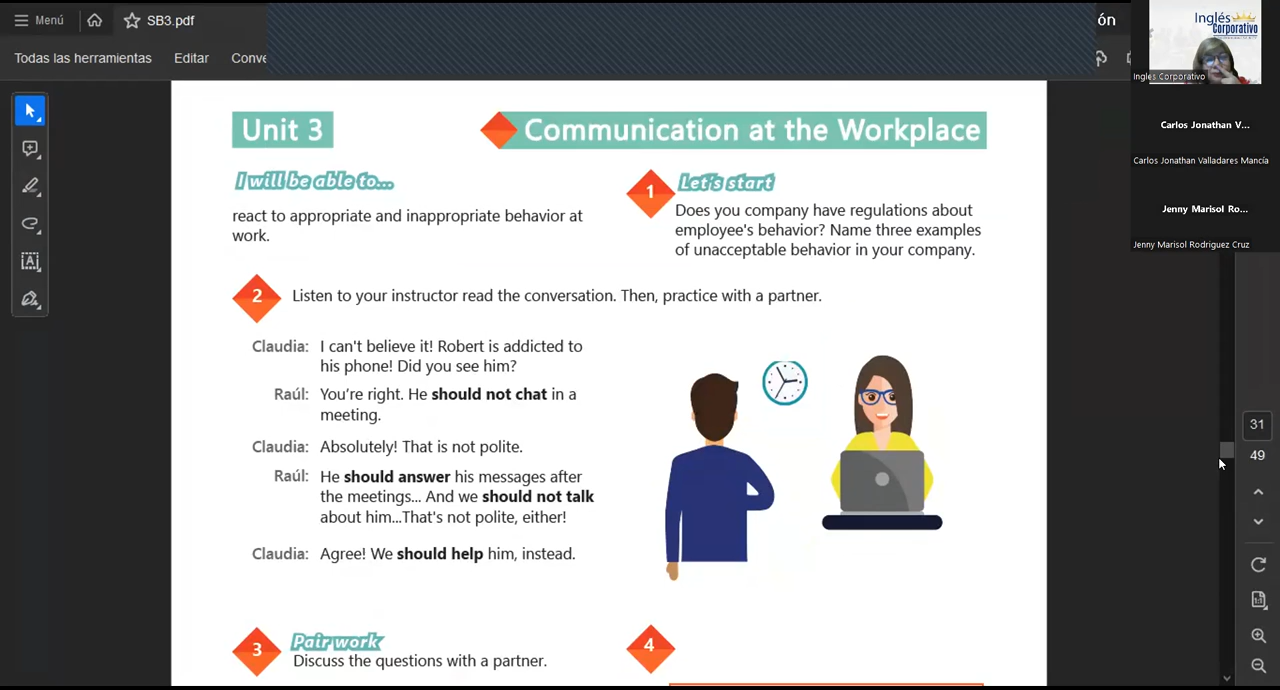 Menú
SB3.pdf
ón
Todas las herramientas
Editar
Conve
Inglés
Corporativo
Ingles Corporativo
Carlos Jonathan V...
Carlos Jonathan Valladares Mancía
Jenny Marisol Ro...
Jenny Marisol Rodriguez Cruz
Unit 3
Communication at the Workplace
I will be able to...
react to appropriate and inappropriate behavior at
work.
1
Let's start
Does you company have regulations about
employee's behavior? Name three examples
of unacceptable behavior in your company.
2
Listen to your instructor read the conversation. Then, practice with a partner.
Claudia: I can't believe it! Robert is addicted to
his phone! Did you see him?
Raúl: You're right. He should not chat in a
meeting.
Claudia: Absolutely! That is not polite.
Raúl: He should answer his messages after
the meetings... And we should not talk
about him...That's not polite, either!
Claudia: Agree! We should help him, instead.
3
Pair work
Discuss the questions with a partner.
4
31
49
1:1